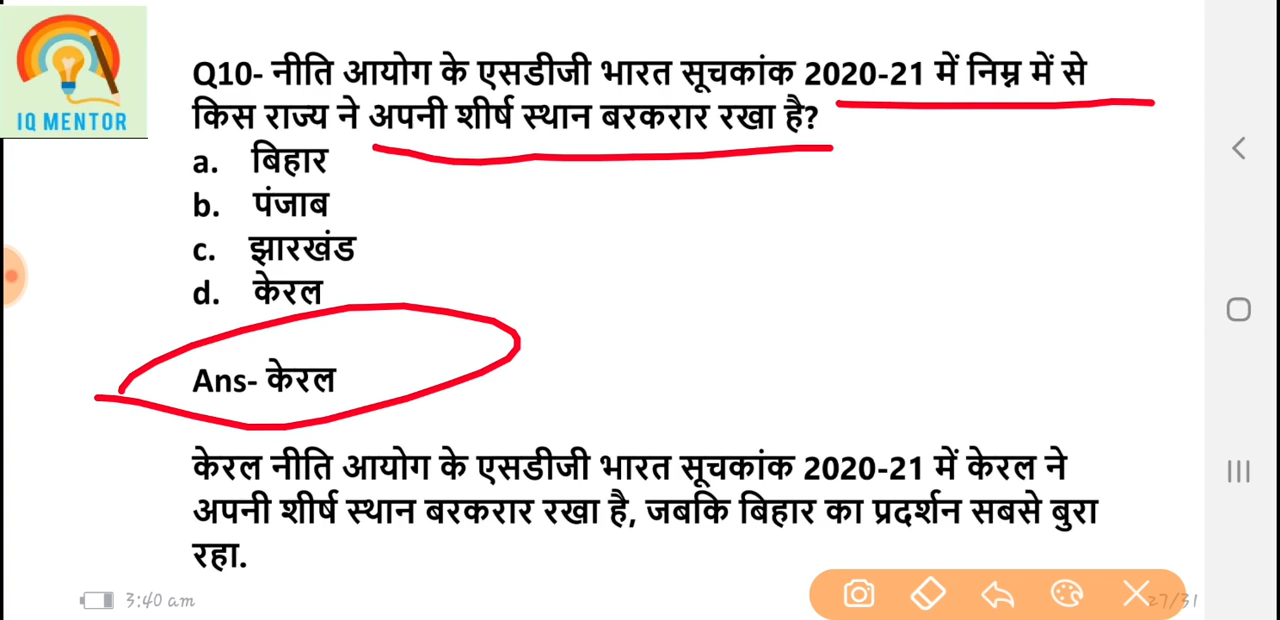 IQ MENTOR
Q10- नीति आयोग के एसडीजी भारत सूचकांक 2020-21 में निम्न में से
किस राज्य ने अपनी शीर्ष स्थान बरकरार रखा है?
a. बिहार
b. पंजाब
c. झारखंड
d. केरल
Ans- केरल
केरल नीति आयोग के एसडीजी भारत सूचकांक 2020-21 में केरल ने
अपनी शीर्ष स्थान बरकरार रखा है, जबकि बिहार का प्रदर्शन सबसे बुरा
रहा.
3:40 am
27/31